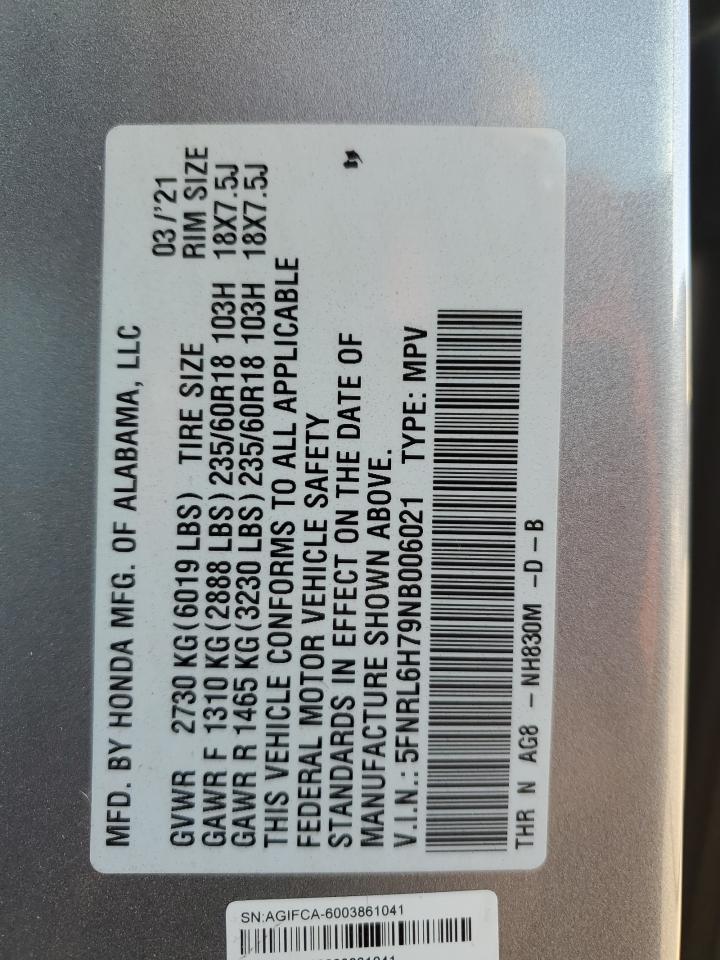 MFD. BY HONDA MFG. OF ALABAMA, LLC 03/'21
GVWR 2730 KG(6019 LBS) TIRE SIZE RIM SIZE
GAWR F 1310 KG(2888 LBS)235/60R18 103H 18X7.5J
GAWR R 1465 KG(3230 LBS)235/60R18 103H 18X7.5J
THIS VEHICLE CONFORMS TO ALL APPLICABLE
FEDERAL MOTOR VEHICLE SAFETY
STANDARDS IN EFFECT ON THE DATE OF
MANUFACTURE SHOWN ABOVE.
V.I.N.: 5FNRL6H79NB006021 TYPE: MPV
THR N AG8 - NH830M -D-B
SN:AGIFCA-6003861041